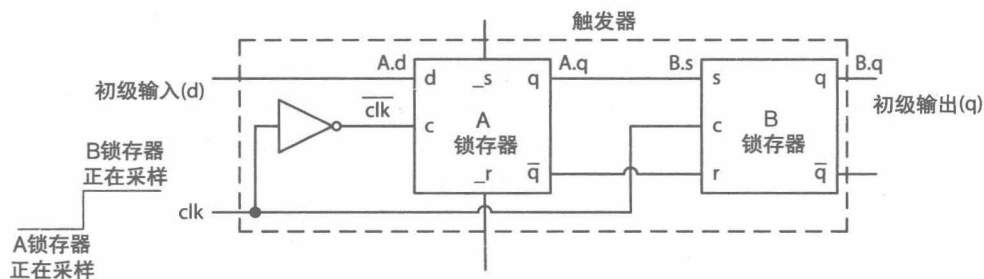 触发器
A.d
A.q
B.s
B.q
初级输入(d)
d
_s
q
s
q
初级输出(q)
clk
c
A
锁存器
c
B
锁存器
B锁存器
正在采样
_r
q
r
q
clk
A锁存器
正在采样